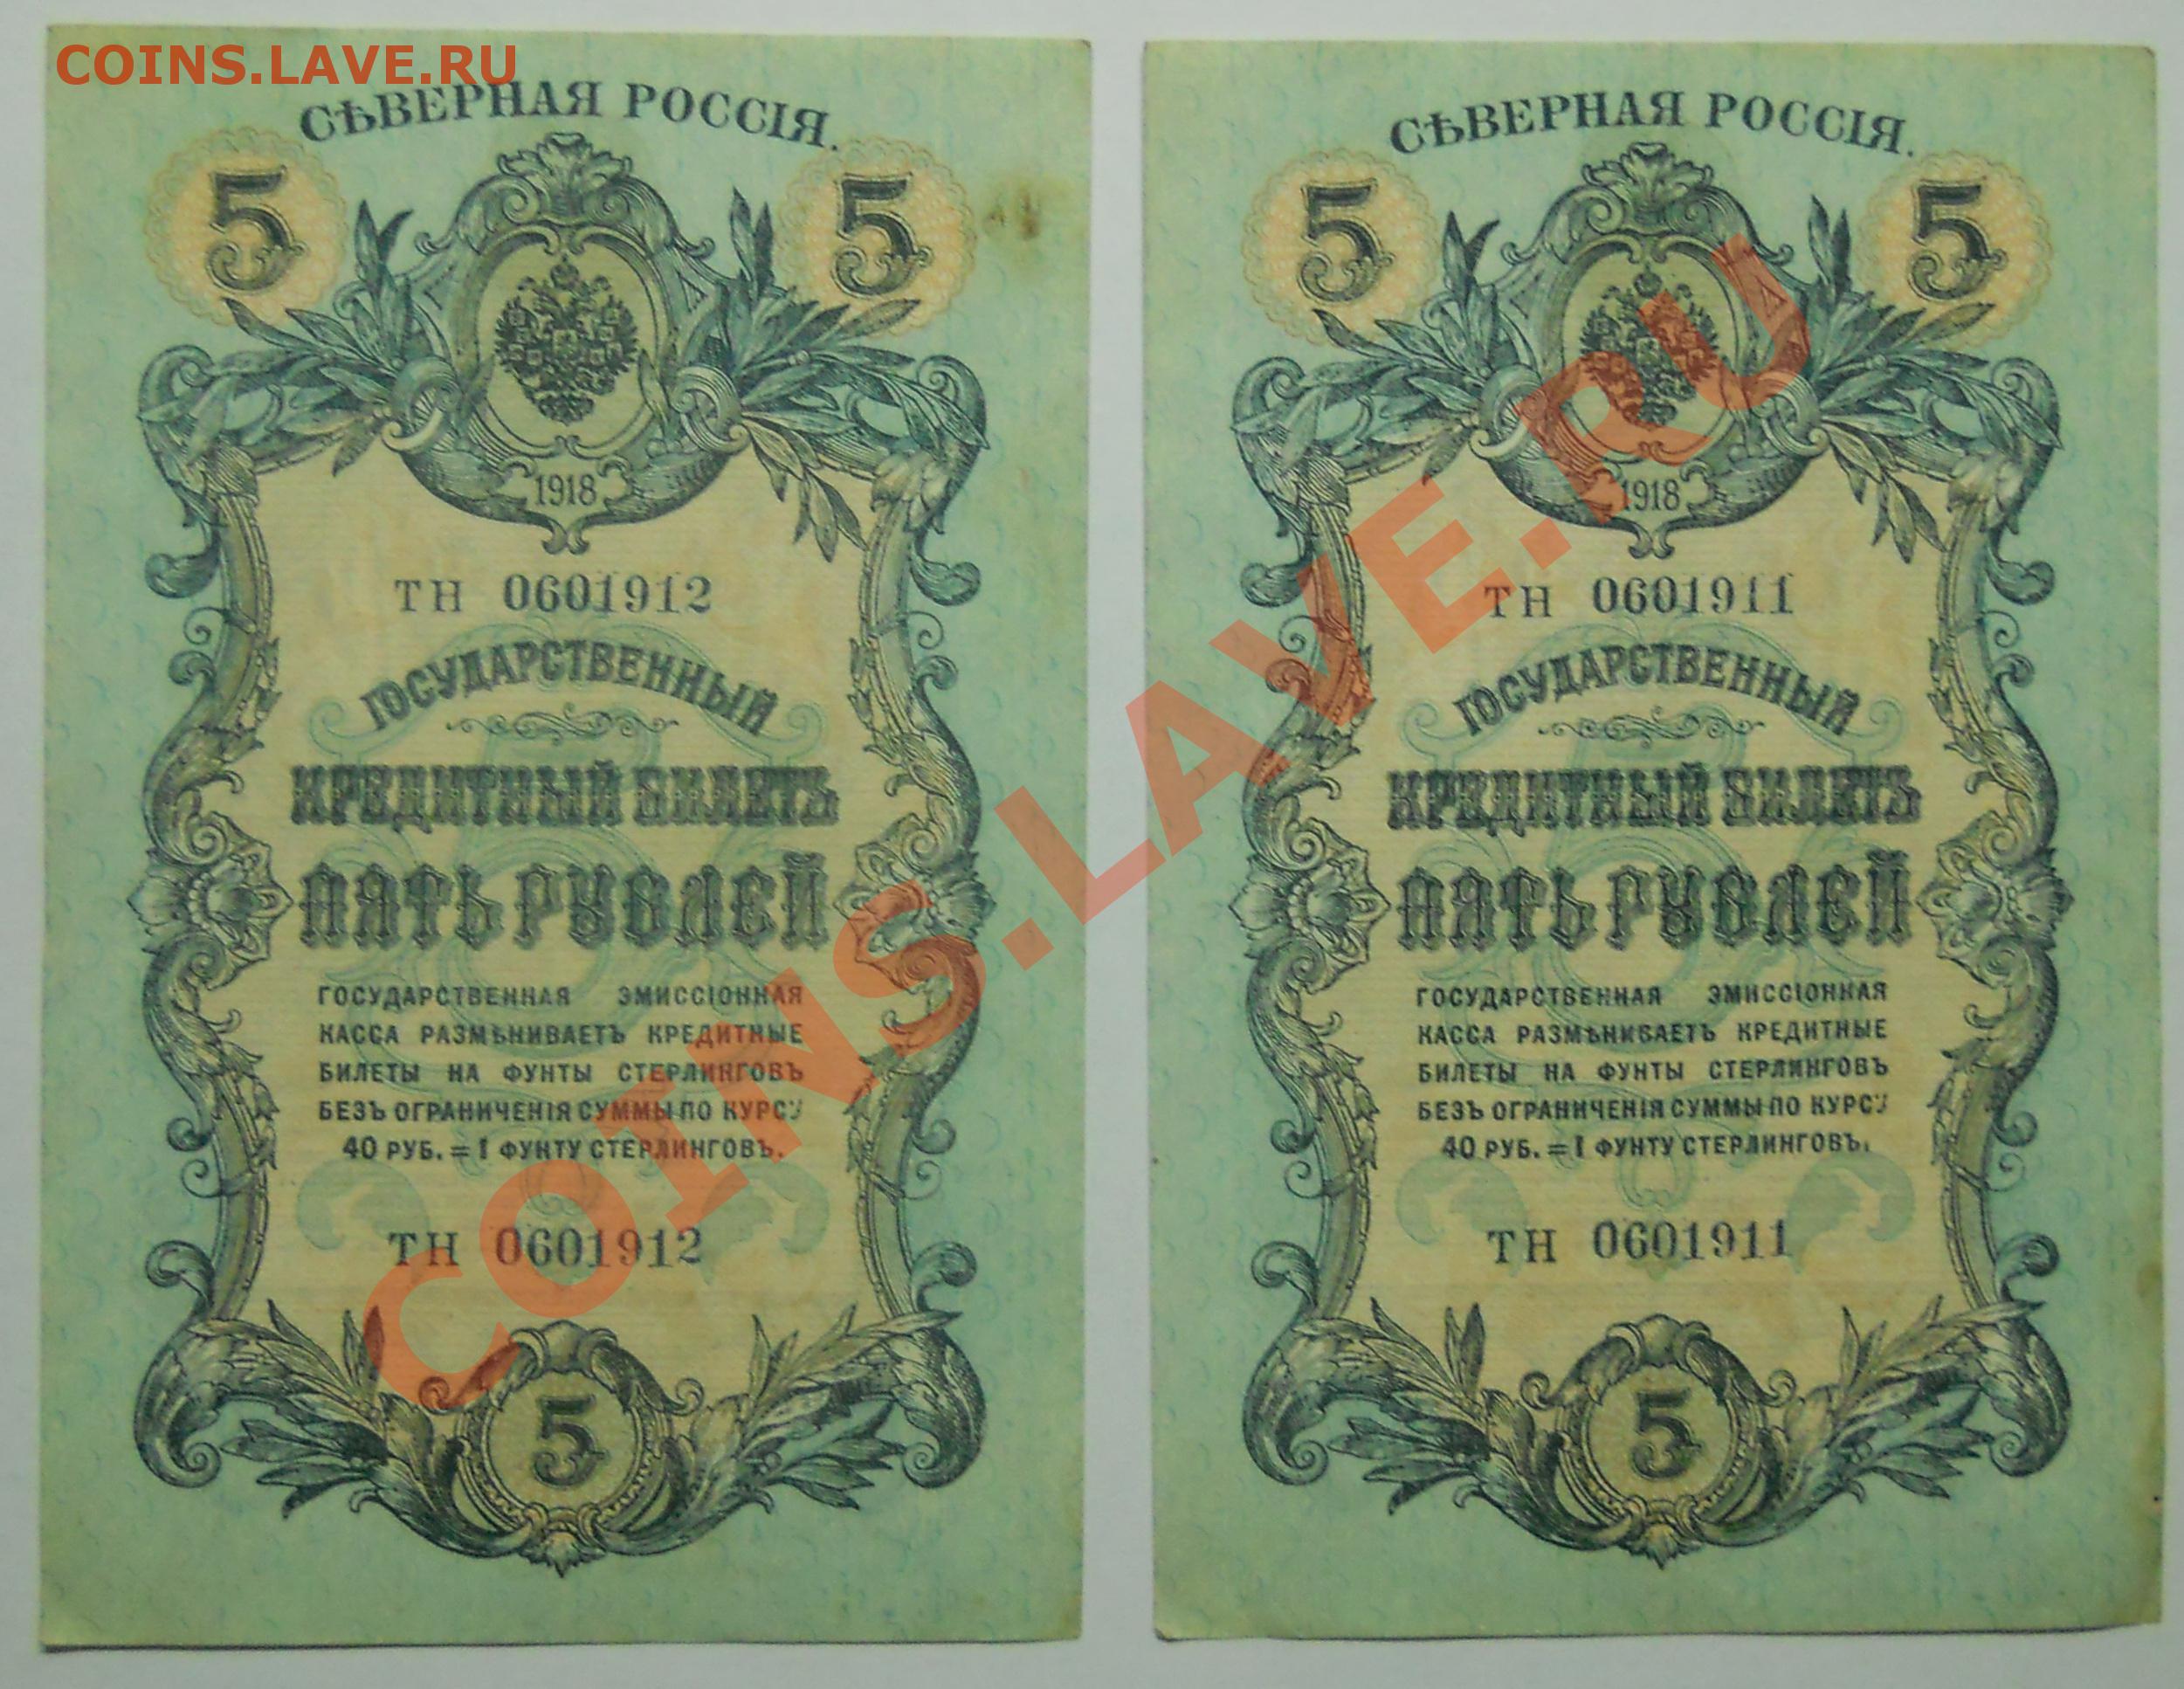 COINS.LAVE.RU
СѢВЕРНАЯ РОССІЯ.
5 5
1918
ТН 0601912
ГОСУДАРСТВЕННЫЙ
КРЕДИТНЫЙ БИЛЕТЪ
ПЯТЬ РУБЛЕЙ
ГОСУДАРСТВЕННАЯ ЭМИССІОННАЯ
КАССА РАЗМѢНИВАЕТЪ КРЕДИТНЫЕ
БИЛЕТЫ НА ФУНТЫ СТЕРЛИНГОВЪ
БЕЗЪ ОГРАНИЧЕНІЯ СУММЫ ПО КУРСУ
40 РУБ. = 1 ФУНТУ СТЕРЛИНГОВЪ.
ТН 0601912
5
СѢВЕРНАЯ РОССІЯ.
5 5
1918
ТН 0601911
ГОСУДАРСТВЕННЫЙ
КРЕДИТНЫЙ БИЛЕТЪ
ПЯТЬ РУБЛЕЙ
ГОСУДАРСТВЕННАЯ ЭМИССІОННАЯ
КАССА РАЗМѢНИВАЕТЪ КРЕДИТНЫЕ
БИЛЕТЫ НА ФУНТЫ СТЕРЛИНГОВЪ
БЕЗЪ ОГРАНИЧЕНІЯ СУММЫ ПО КУРСУ
40 РУБ. = 1 ФУНТУ СТЕРЛИНГОВЪ.
ТН 0601911
5
COINS.LAVE.RU